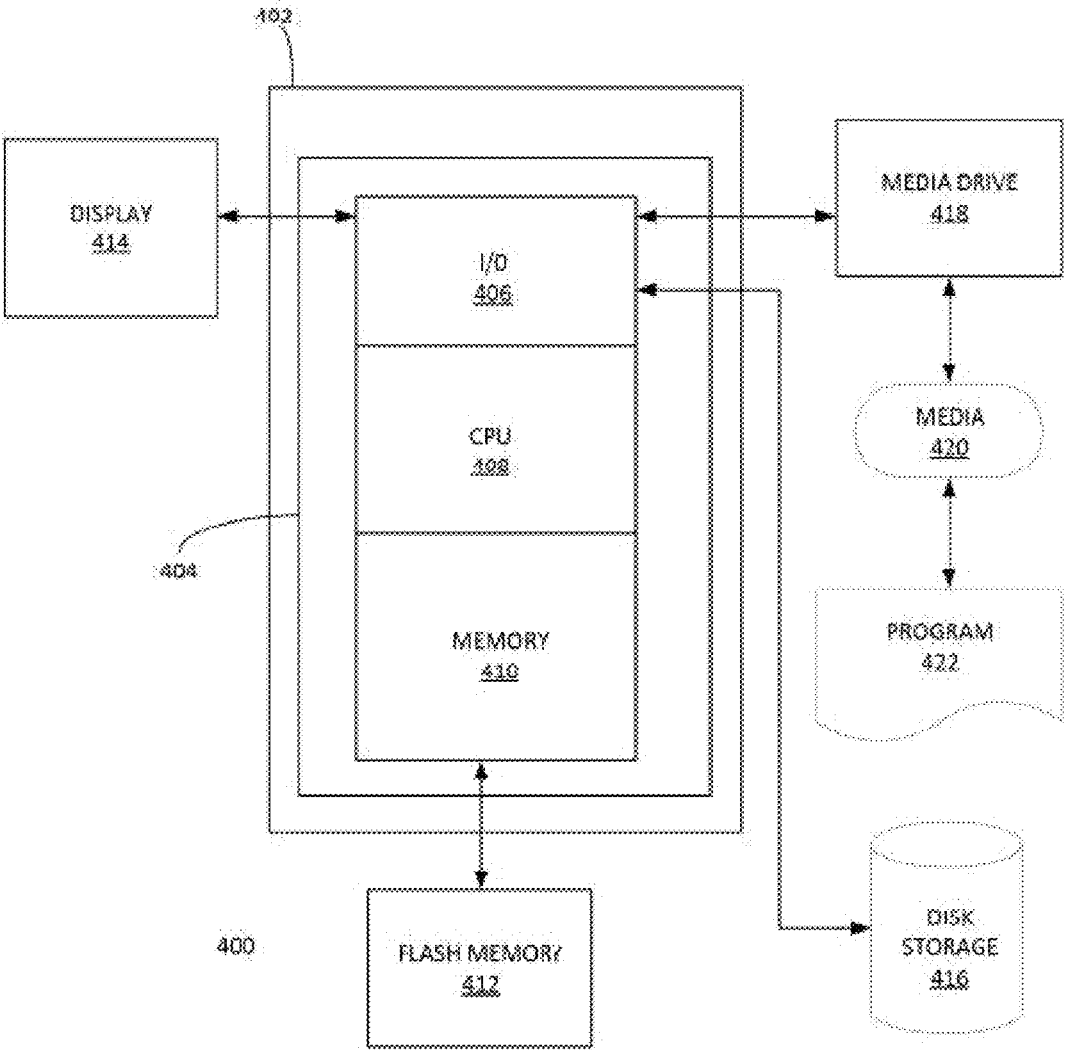 402
DISPLAY
414
MEDIA DRIVE
418
I/O
406
MEDIA
420
CPU
408
404
MEMORY
410
PROGRAM
422
DISK
STORAGE
416
400
FLASH MEMORY
412